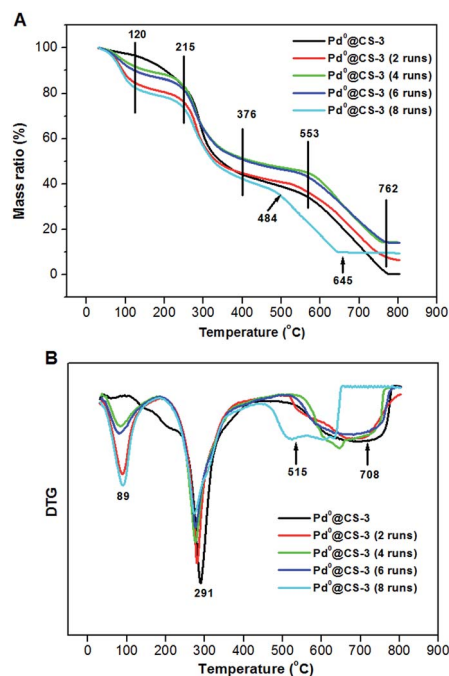 A
120
215
376
553
762
484
645
Pd⁰@CS-3
Pd⁰@CS-3 (2 runs)
Pd⁰@CS-3 (4 runs)
Pd⁰@CS-3 (6 runs)
Pd⁰@CS-3 (8 runs)
Mass ratio (%)
100
80
60
40
20
0
0 100 200 300 400 500 600 700 800 900
Temperature (°C)
B
DTG
89
291
515
708
Pd⁰@CS-3
Pd⁰@CS-3 (2 runs)
Pd⁰@CS-3 (4 runs)
Pd⁰@CS-3 (6 runs)
Pd⁰@CS-3 (8 runs)
0 100 200 300 400 500 600 700 800 900
Temperature (°C)